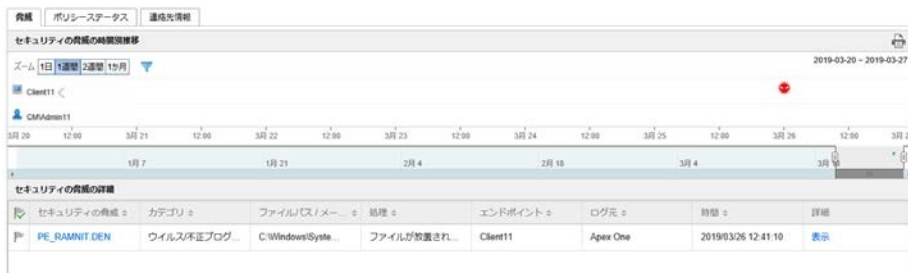 脅威 ポリシーステータス 連絡先情報
セキュリティの脅威の時間別推移
ズーム 1日 1週間 2週間 1か月
2019-03-20 ~ 2019-03-27
Client11
CM\Admin11
3月 20 12:00 3月 21 12:00 3月 22 12:00 3月 23 12:00 3月 24 12:00 3月 25 12:00 3月 26 12:00 3月 2
1月 7 1月 21 2月 4 2月 18 3月 4 3月
セキュリティの脅威の詳細
セキュリティの脅威 カテゴリ ファイルパス / メー... 処理 エンドポイント ログ元 時間 詳細
PE_RAMNIT.DEN ウイルス/不正プログ... C:\Windows\Syste... ファイルが放置され... Client11 Apex One 2019/03/26 12:41:10 表示